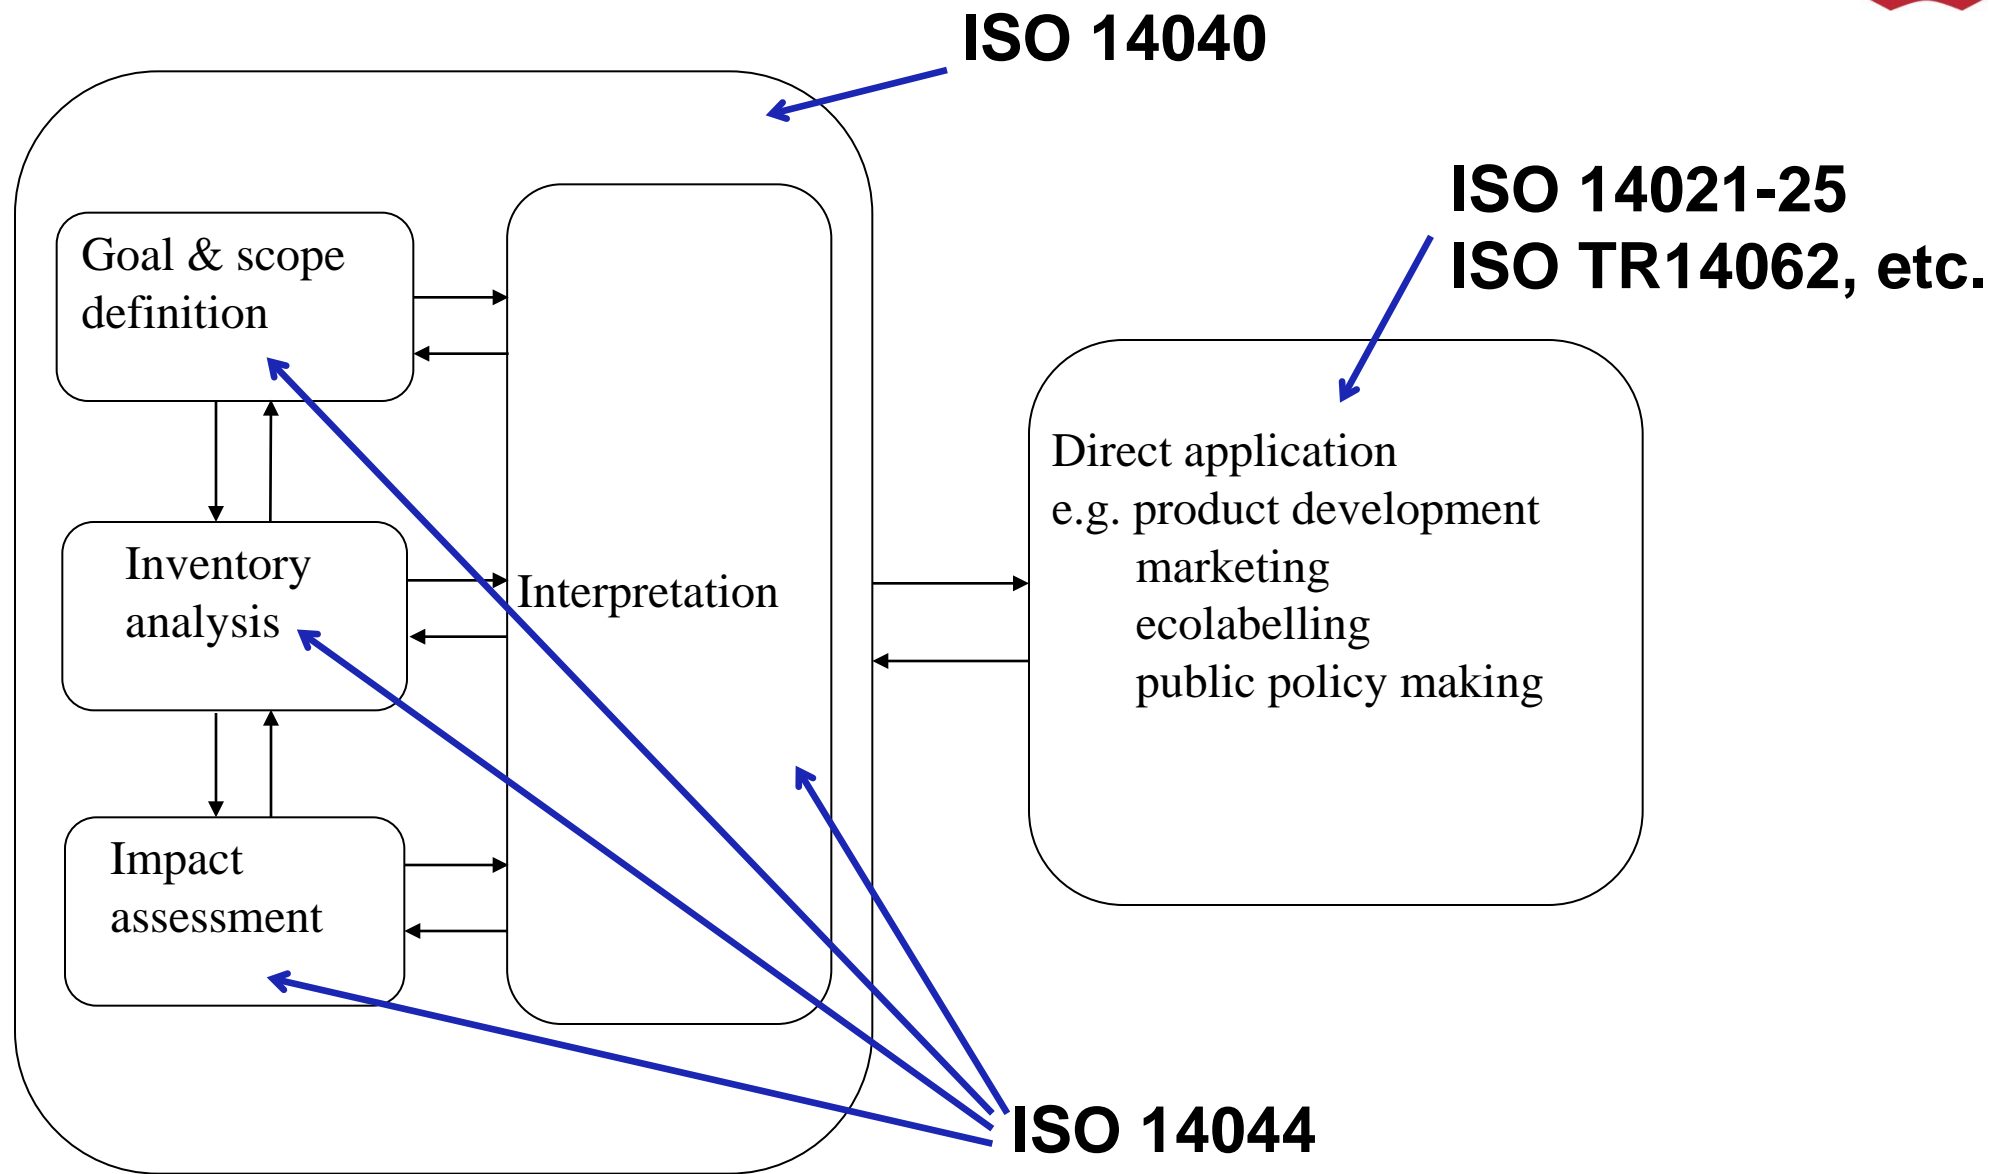 ISO 14040
ISO 14021-25
ISO TR14062, etc.
Goal & scope
definition
Inventory
analysis
Impact
assessment
Interpretation
Direct application
e.g. product development
marketing
ecolabelling
public policy making
ISO 14044